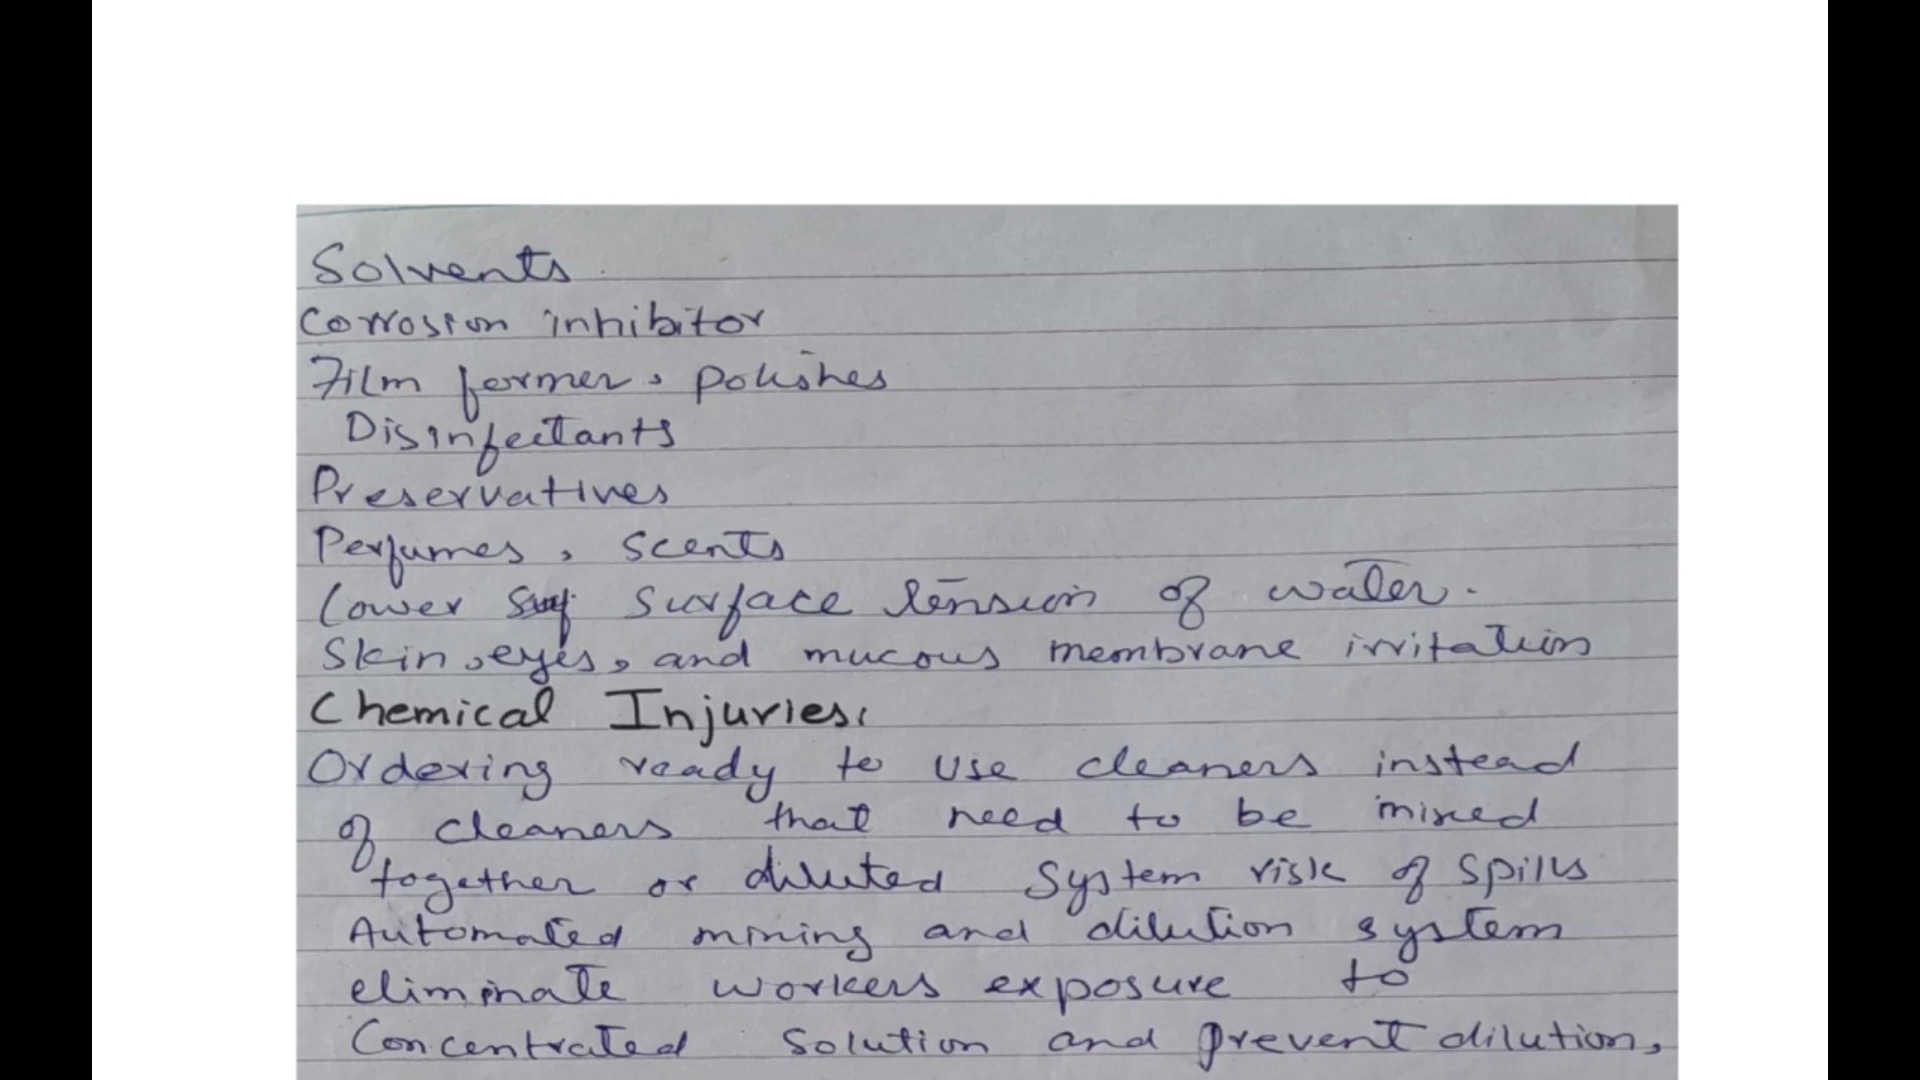 Solvents
Corrosion inhibitor
Film former, polishes
Disinfectants
Preservatives
Perfumes, Scents
Lower surface tension of water.
Skin, eyes, and mucous membrane irritation
Chemical Injuries,
Ordering ready to use cleaners instead
of cleaners that need to be mixed
together or diluted System risk of spills
Automated mixing and dilution system
eliminate workers exposure to
Concentrated Solution and prevent dilution,